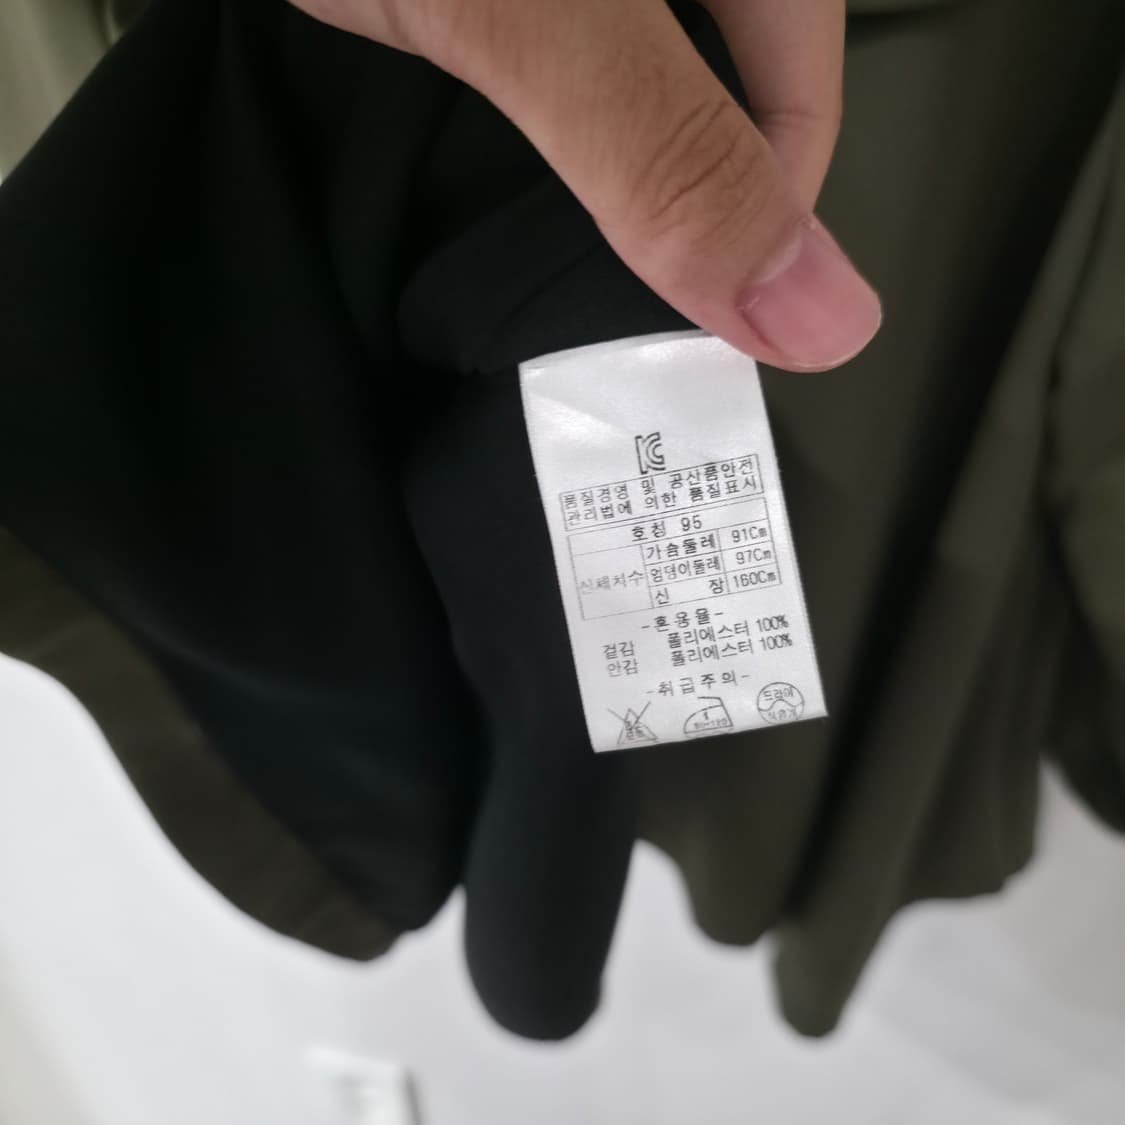 KC
품질경영 및 공산품안전
관리법에 의한 품질표시
호칭 95
신체치수 가슴둘레 91Cm
엉덩이둘레 97Cm
신 장 160Cm
-혼용율-
겉감 폴리에스터 100%
안감 폴리에스터 100%
-취급주의-
드라이